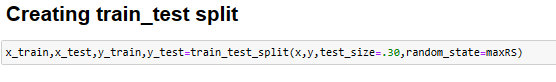 Creating train_test split
x_train,x_test,y_train,y_test=train_test_split(x,y,test_size=.30,random_state=maxRS)